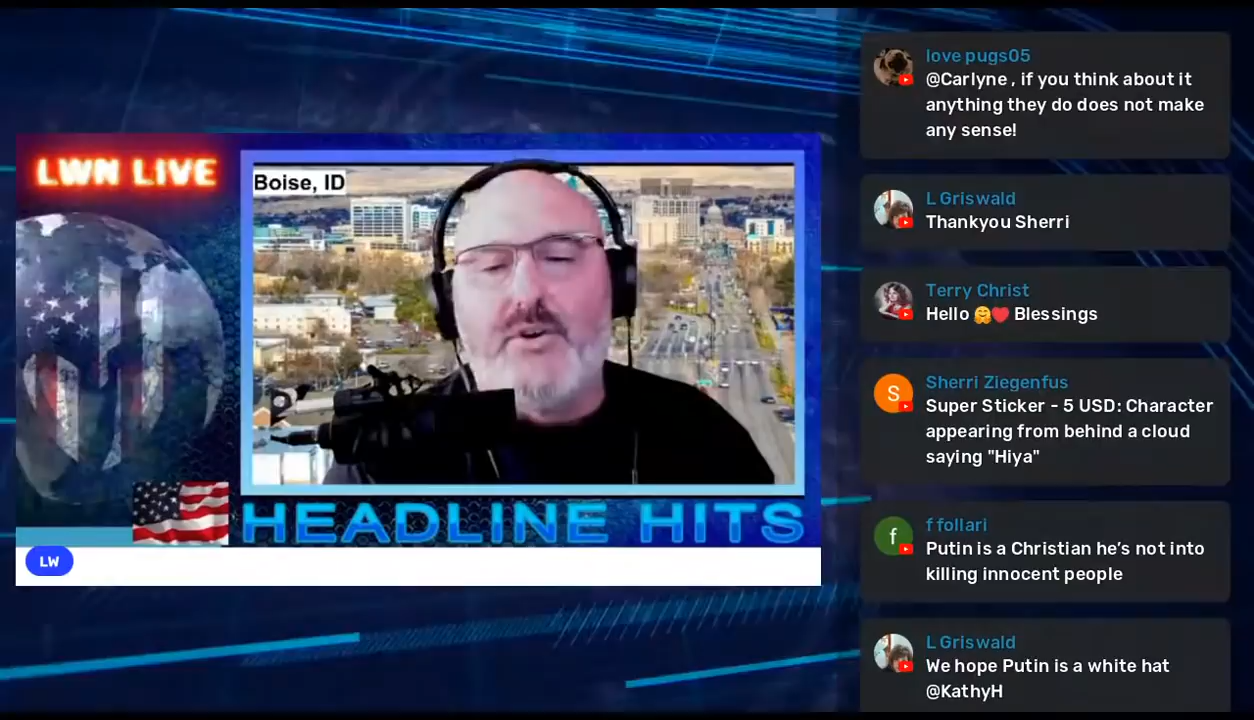 LWN LIVE
Boise, ID
HEADLINE HITS
LW
love pugs05
@Carlyne , if you think about it
anything they do does not make
any sense!
L Griswald
Thankyou Sherri
Terry Christ
Hello 🤗❤️ Blessings
S
Sherri Ziegenfus
Super Sticker - 5 USD: Character
appearing from behind a cloud
saying "Hiya"
f
f follari
Putin is a Christian he’s not into
killing innocent people
L Griswald
We hope Putin is a white hat
@KathyH